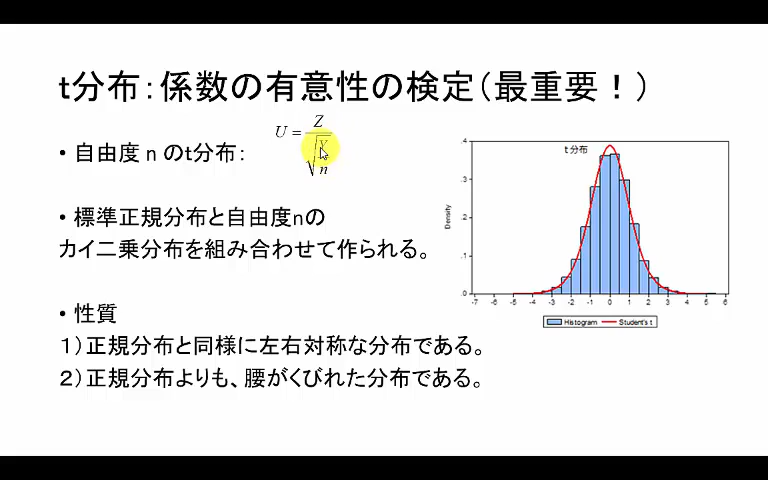 t分布：係数の有意性の検定（最重要！）
・自由度 n のt分布： U = Z / √(V/n)
・標準正規分布と自由度nの
カイ二乗分布を組み合わせて作られる。
・性質
１）正規分布と同様に左右対称な分布である。
２）正規分布よりも、腰がくびれた分布である。
t分布
Density
.4
.3
.2
.1
.0
-7 -6 -5 -4 -3 -2 -1 0 1 2 3 4 5 6
Histogram Student's t